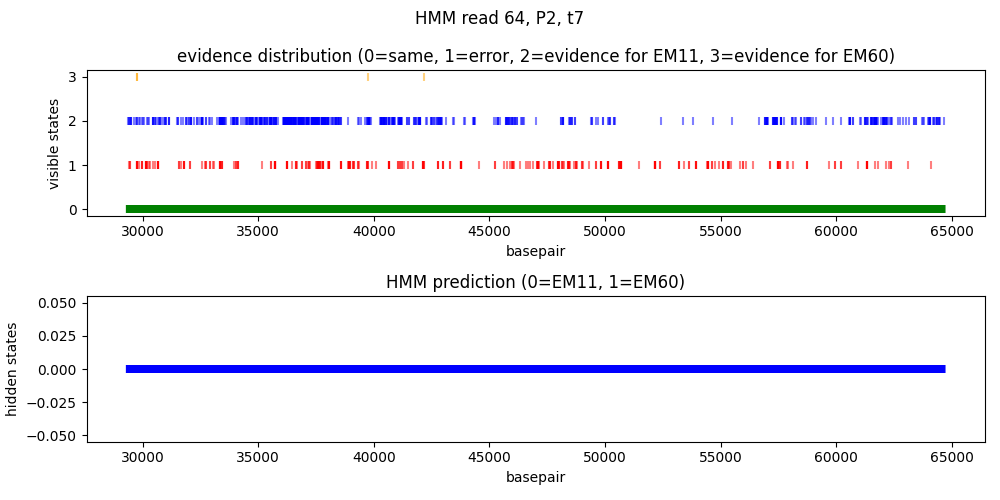 HMM read 64, P2, t7
evidence distribution (0=same, 1=error, 2=evidence for EM11, 3=evidence for EM60)
visible states
3
2
1
0
30000 35000 40000 45000 50000 55000 60000 65000
basepair
HMM prediction (0=EM11, 1=EM60)
hidden states
0.050
0.025
0.000
−0.025
−0.050
30000 35000 40000 45000 50000 55000 60000 65000
basepair